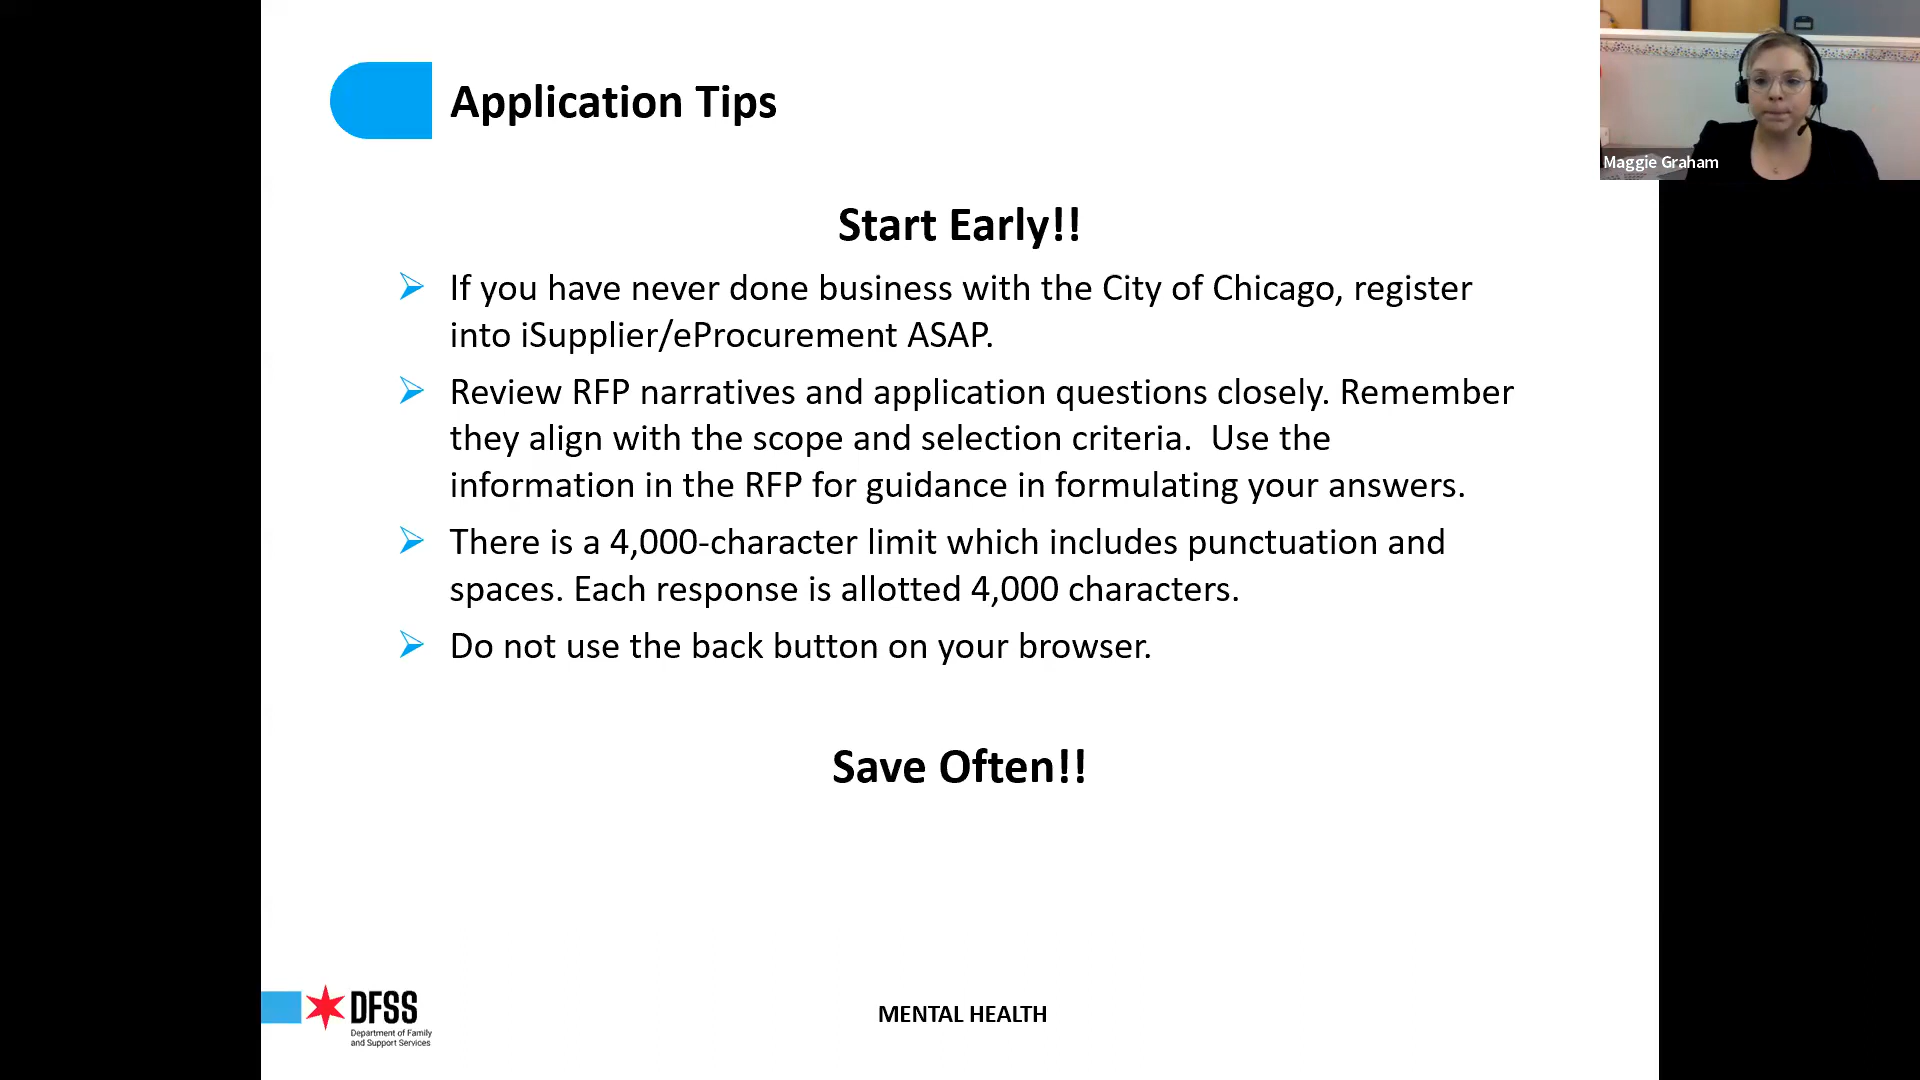 Application Tips
Maggie Graham
Start Early!!
If you have never done business with the City of Chicago, register
into iSupplier/eProcurement ASAP.
Review RFP narratives and application questions closely. Remember
they align with the scope and selection criteria.  Use the
information in the RFP for guidance in formulating your answers.
There is a 4,000-character limit which includes punctuation and
spaces. Each response is allotted 4,000 characters.
Do not use the back button on your browser.
Save Often!!
DFSS
Department of Family
and Support Services
MENTAL HEALTH